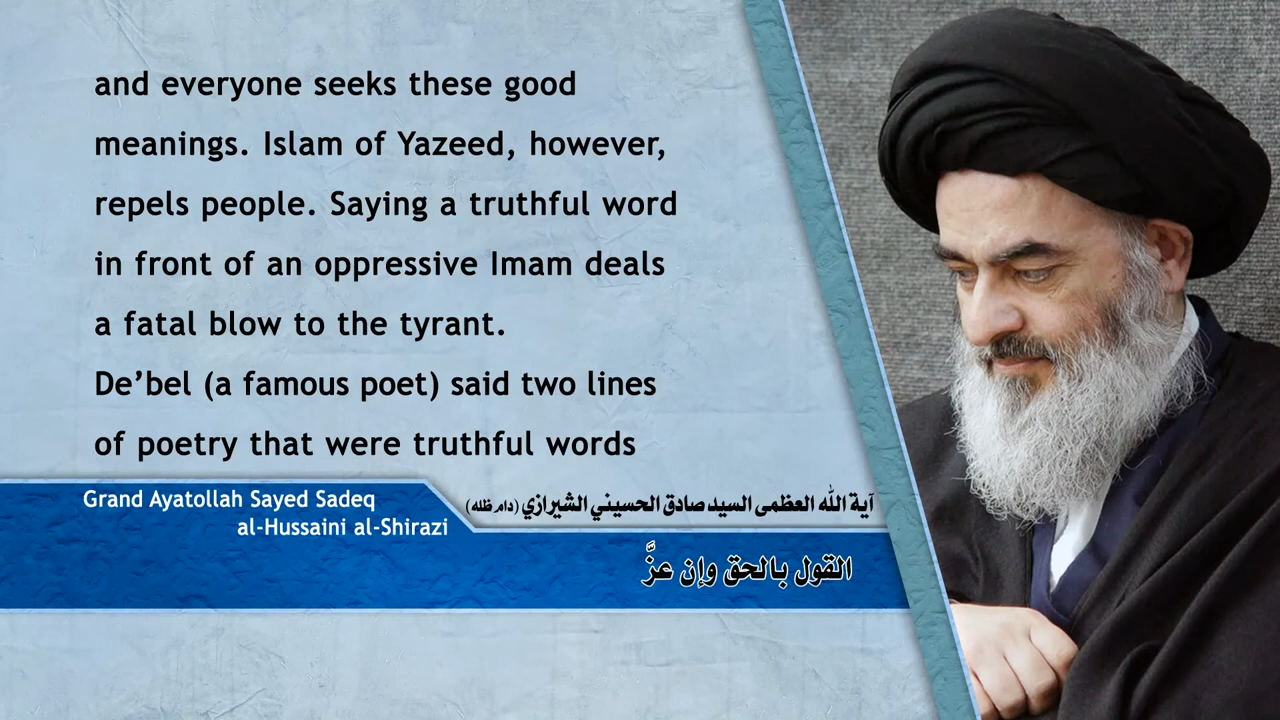 and everyone seeks these good
meanings. Islam of Yazeed, however,
repels people. Saying a truthful word
in front of an oppressive Imam deals
a fatal blow to the tyrant.
De’bel (a famous poet) said two lines
of poetry that were truthful words
Grand Ayatollah Sayed Sadeq
al-Hussaini al-Shirazi
آية الله العظمى السيد صادق الحسيني الشيرازي (دام ظله)
القول بالحق وإن عزَّ